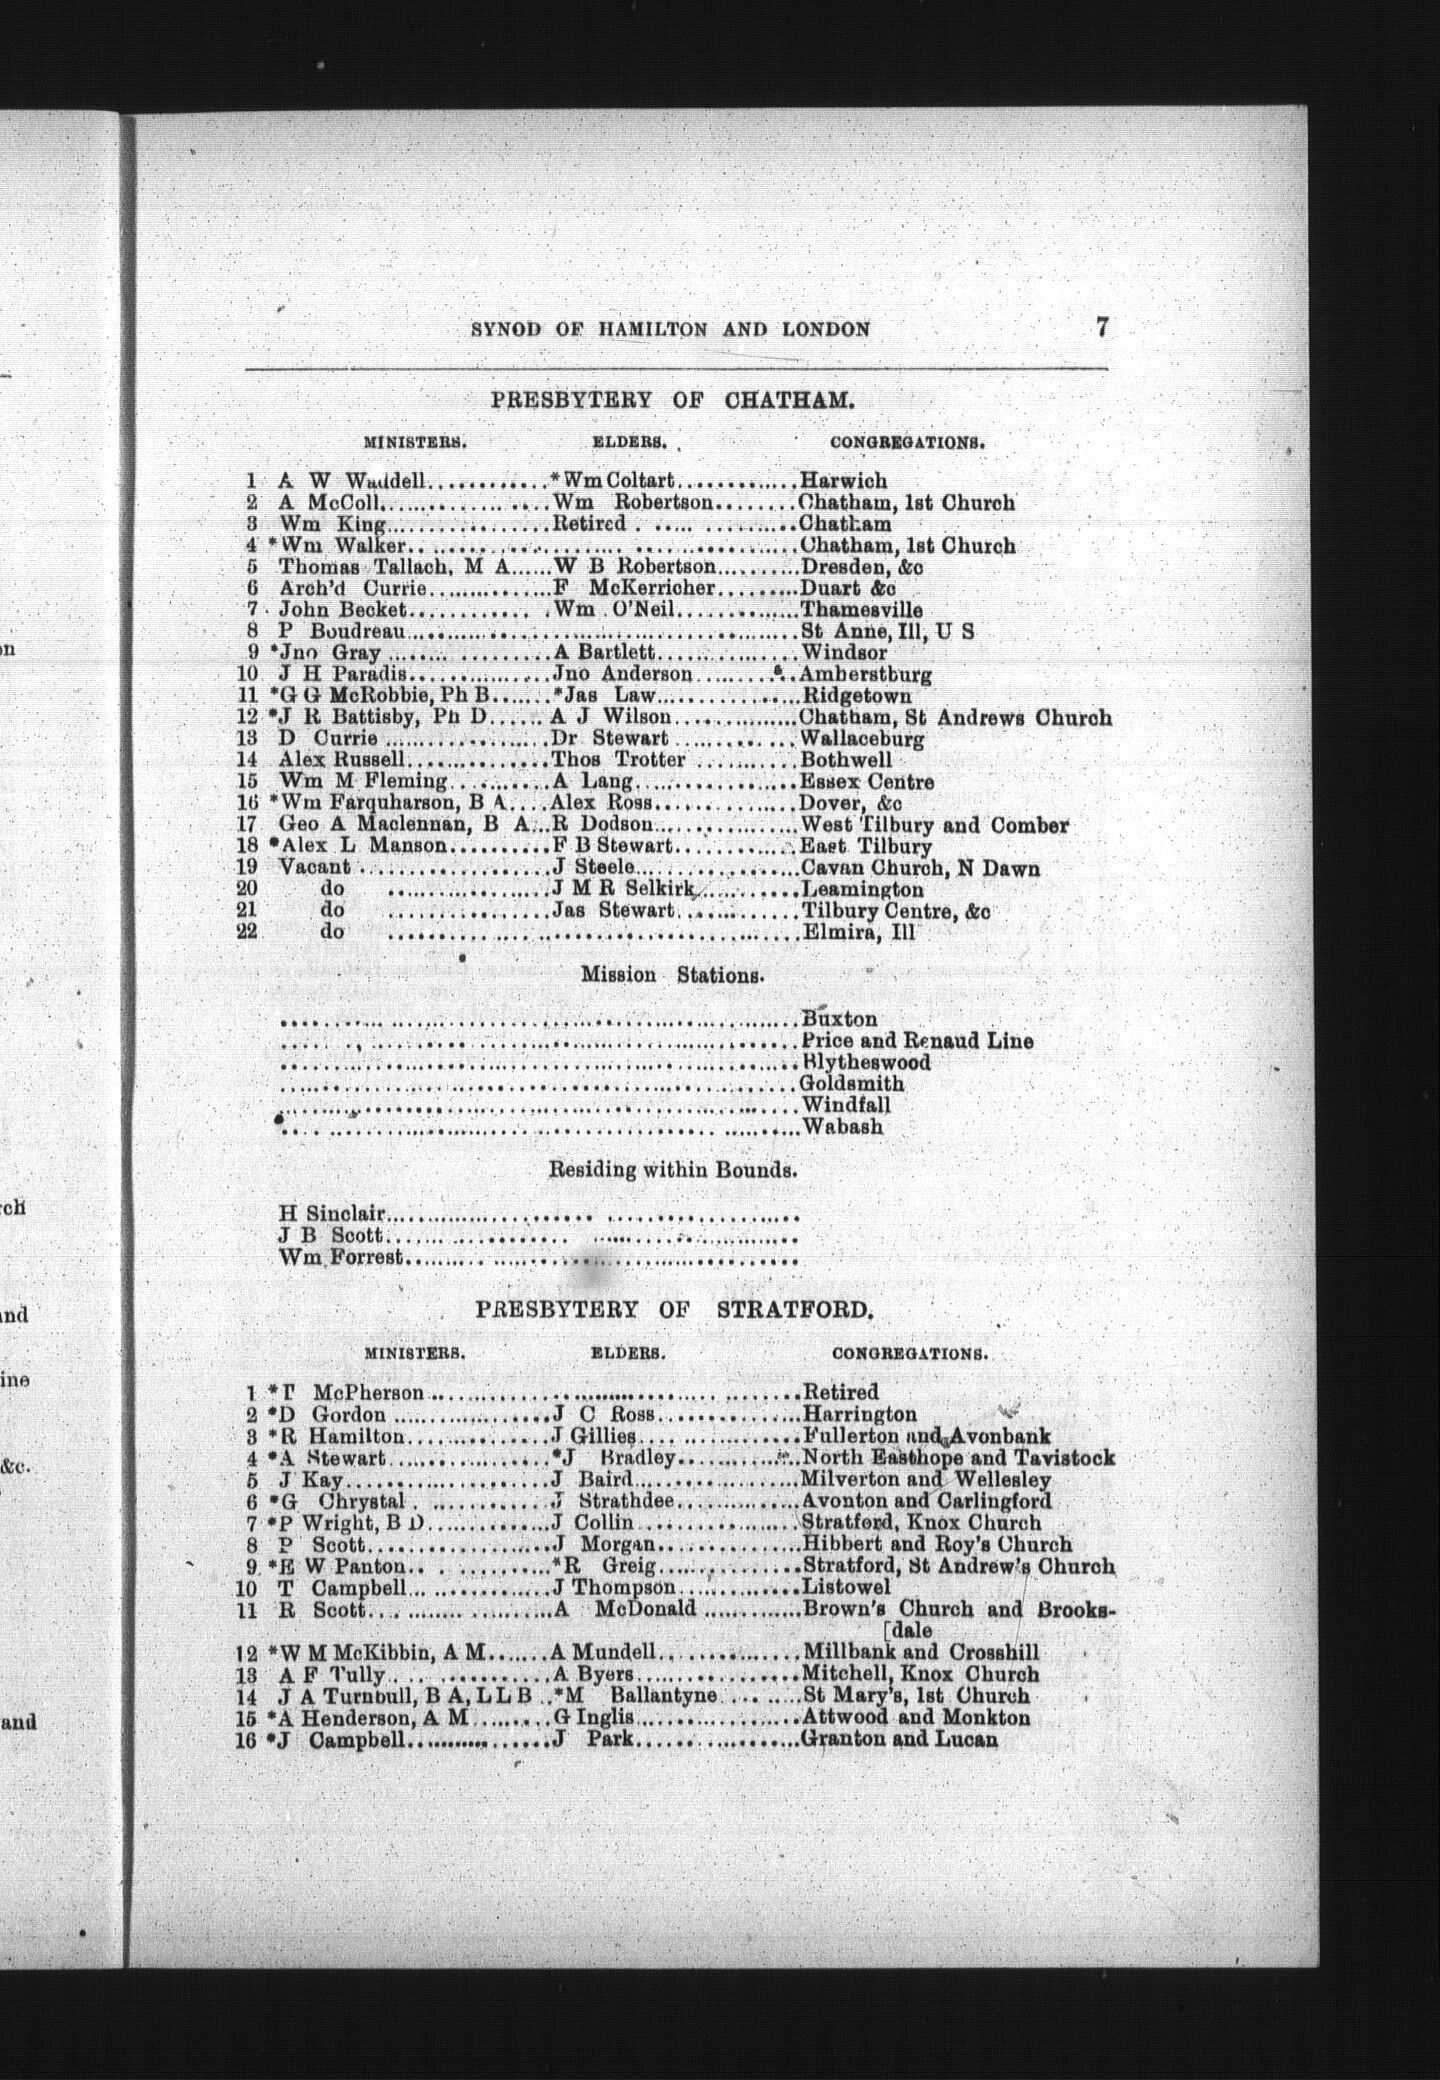 SYNOD OF HAMILTON AND LONDON 7
PRESBYTERY OF CHATHAM.
MINISTERS. ELDERS. CONGREGATIONS.
1 A W Waddell............*Wm Coltart.............Harwich
2 A McColl................Wm Robertson........Chatham, 1st Church
3 Wm King................Retired................Chatham
4 *Wm Walker................................Chatham, 1st Church
5 Thomas Tallach, M A......W B Robertson..........Dresden, &c
6 Arch'd Currie..............F McKerricher.........Duart &c
7 John Becket..............Wm O'Neil..............Thamesville
8 P Boudreau................................St Anne, Ill, U S
9 *Jno Gray................A Bartlett................Windsor
10 J H Paradis................Jno Anderson............Amherstburg
11 *G G McRobbie, Ph B......*Jas Law................Ridgetown
12 *J R Battisby, Ph D......A J Wilson..............Chatham, St Andrews Church
13 D Currie..................Dr Stewart..............Wallaceburg
14 Alex Russell..............Thos Trotter............Bothwell
15 Wm M Fleming............A Lang..................Essex Centre
16 *Wm Farquharson, B A....Alex Ross................Dover, &c
17 Geo A Maclennan, B A...R Dodson................West Tilbury and Comber
18 *Alex L Manson..........F B Stewart..............East Tilbury
19 Vacant....................J Steele..................Cavan Church, N Dawn
20 do ..................J M R Selkirk............Leamington
21 do ..................Jas Stewart..............Tilbury Centre, &c
22 do ........................................Elmira, Ill
Mission Stations.
........................................Buxton
........................................Price and Renaud Line
........................................Blytheswood
........................................Goldsmith
........................................Windfall
........................................Wabash
Residing within Bounds.
H Sinclair........................................
J B Scott........................................
Wm Forrest........................................
PRESBYTERY OF STRATFORD.
MINISTERS. ELDERS. CONGREGATIONS.
1 * McPherson........................................Retired
2 *D Gordon................J C Ross................Harrington
3 *R Hamilton..............J Gillies................Fullerton and Avonbank
4 *A Stewart................*J Bradley..............North Easthope and Tavistock
5 J Kay....................J Baird..................Milverton and Wellesley
6 *G Chrystal..............J Strathdee..............Avonton and Carlingford
7 *P Wright, B D............J Collin..................Stratford, Knox Church
8 P Scott..................J Morgan................Hibbert and Roy's Church
9 *E W Panton..............*R Greig................Stratford, St Andrew's Church
10 T Campbell..............J Thompson..............Listowel
11 R Scott..................A McDonald............Brown's Church and Brooks-
[dale
12 *W M McKibbin, A M.......A Mundell..............Millbank and Crosshill
13 A F Tully................A Byers................Mitchell, Knox Church
14 J A Turnbull, B A, L L B ..*M Ballantyne..........St Mary's, 1st Church
15 *A Henderson, A M.........G Inglis................Attwood and Monkton
16 *J Campbell..............J Park..................Granton and Lucan
on
rch
and
ine
&c.
and